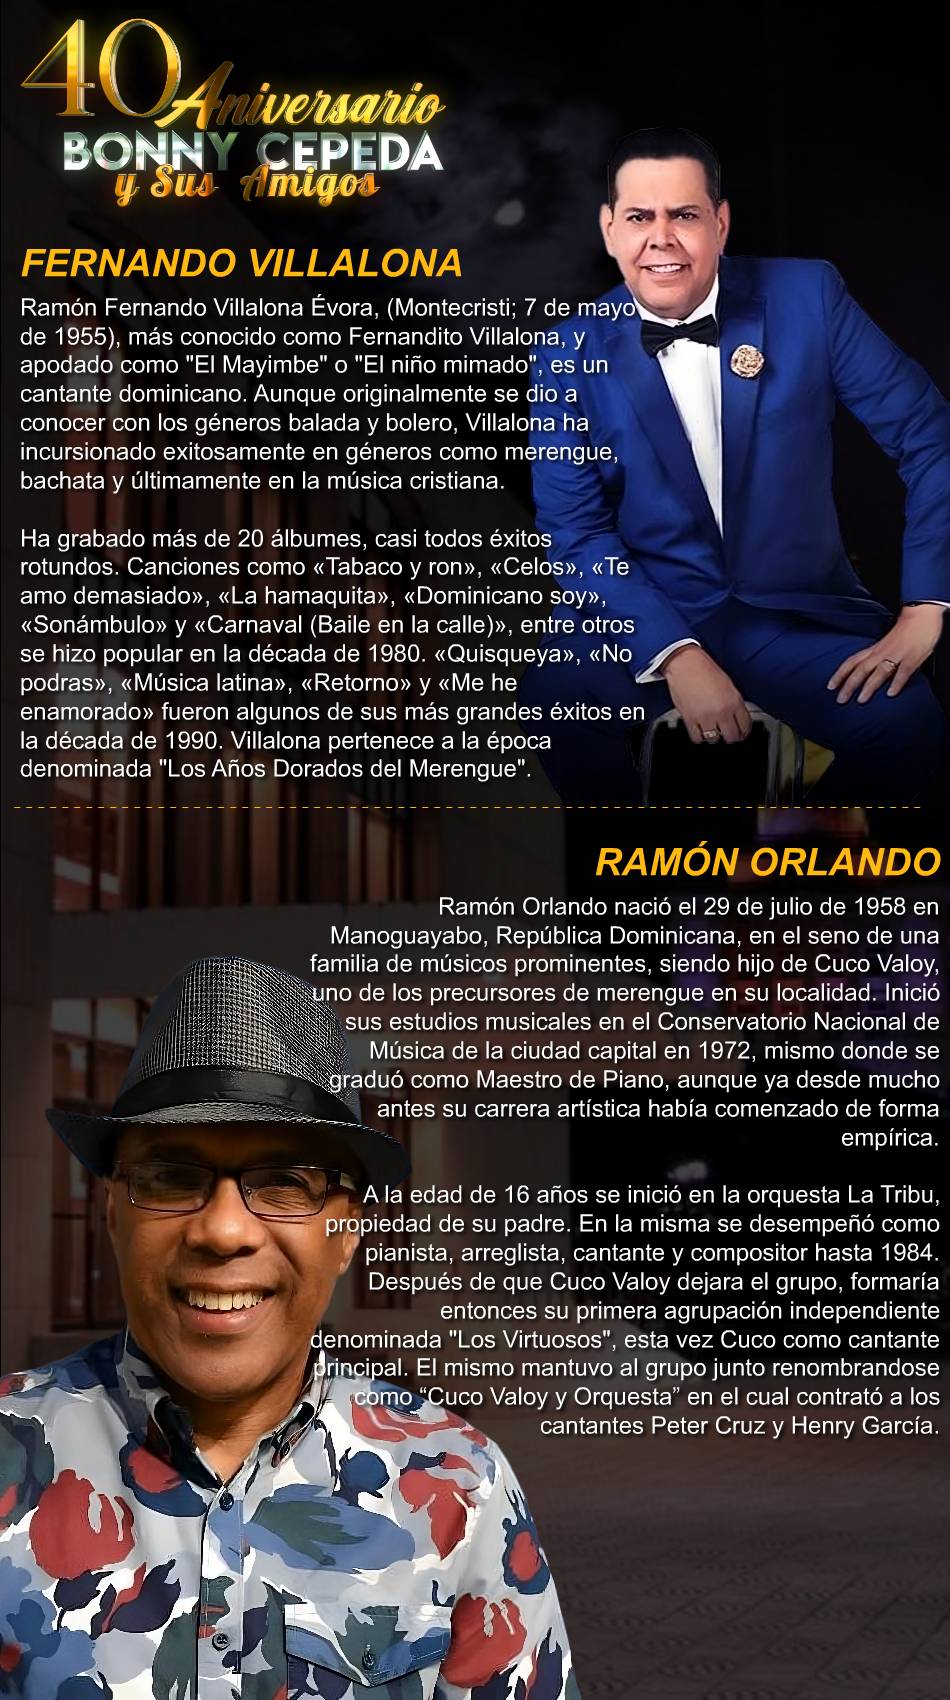 40 Aniversario
BONNY CEPEDA
y Sus Amigos
FERNANDO VILLALONA
Ramón Fernando Villalona Évora, (Montecristi; 7 de mayo
de 1955), más conocido como Fernandito Villalona, y
apodado como "El Mayimbe" o "El niño mimado", es un
cantante dominicano. Aunque originalmente se dio a
conocer con los géneros balada y bolero, Villalona ha
incursionado exitosamente en géneros como merengue,
bachata y últimamente en la música cristiana.
Ha grabado más de 20 álbumes, casi todos éxitos
rotundos. Canciones como «Tabaco y ron», «Celos», «Te
amo demasiado», «La hamaquita», «Dominicano soy»,
«Sonámbulo» y «Carnaval (Baile en la calle)», entre otros
se hizo popular en la década de 1980. «Quisqueya», «No
podras», «Música latina», «Retorno» y «Me he
enamorado» fueron algunos de sus más grandes éxitos en
la década de 1990. Villalona pertenece a la época
denominada "Los Años Dorados del Merengue".
RAMÓN ORLANDO
Ramón Orlando nació el 29 de julio de 1958 en
Manoguayabo, República Dominicana, en el seno de una
familia de músicos prominentes, siendo hijo de Cuco Valoy,
uno de los precursores de merengue en su localidad. Inició
sus estudios musicales en el Conservatorio Nacional de
Música de la ciudad capital en 1972, mismo donde se
graduó como Maestro de Piano, aunque ya desde mucho
antes su carrera artística había comenzado de forma
empírica.
A la edad de 16 años se inició en la orquesta La Tribu,
propiedad de su padre. En la misma se desempeñó como
pianista, arreglista, cantante y compositor hasta 1984.
Después de que Cuco Valoy dejara el grupo, formaría
entonces su primera agrupación independiente
denominada "Los Virtuosos", esta vez Cuco como cantante
principal. El mismo mantuvo al grupo junto renombrandose
como “Cuco Valoy y Orquesta” en el cual contrató a los
cantantes Peter Cruz y Henry García.